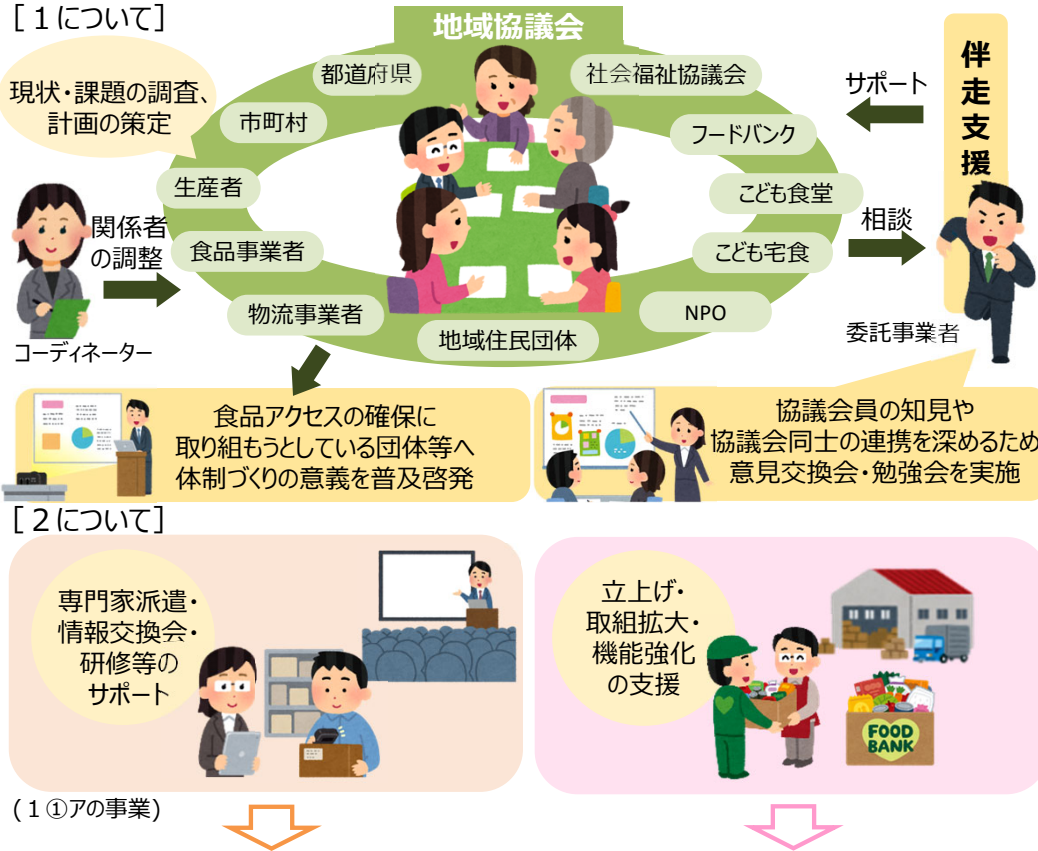 [１について]
地域協議会
都道府県
社会福祉協議会
市町村
フードバンク
生産者
こども食堂
食品事業者
こども宅食
物流事業者
NPO
地域住民団体
現状・課題の調査、
計画の策定
関係者
の調整
コーディネーター
サポート
相談
伴走支援
委託事業者
食品アクセスの確保に
取り組もうとしている団体等へ
体制づくりの意義を普及啓発
協議会員の知見や
協議会同士の連携を深めるため
意見交換会・勉強会を実施
[２について]
専門家派遣・
情報交換会・
研修等の
サポート
立上げ・
取組拡大・
機能強化
の支援
FOOD
BANK
(１①アの事業)